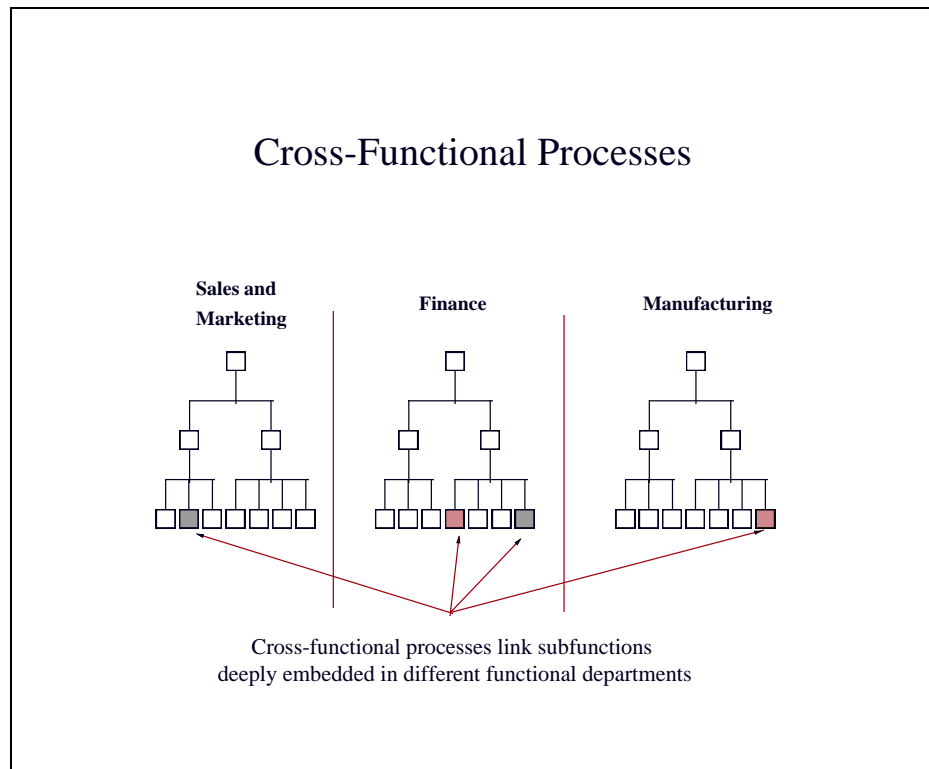 Cross-Functional Processes
Sales and
Marketing
Finance
Manufacturing
Cross-functional processes link subfunctions
deeply embedded in different functional departments